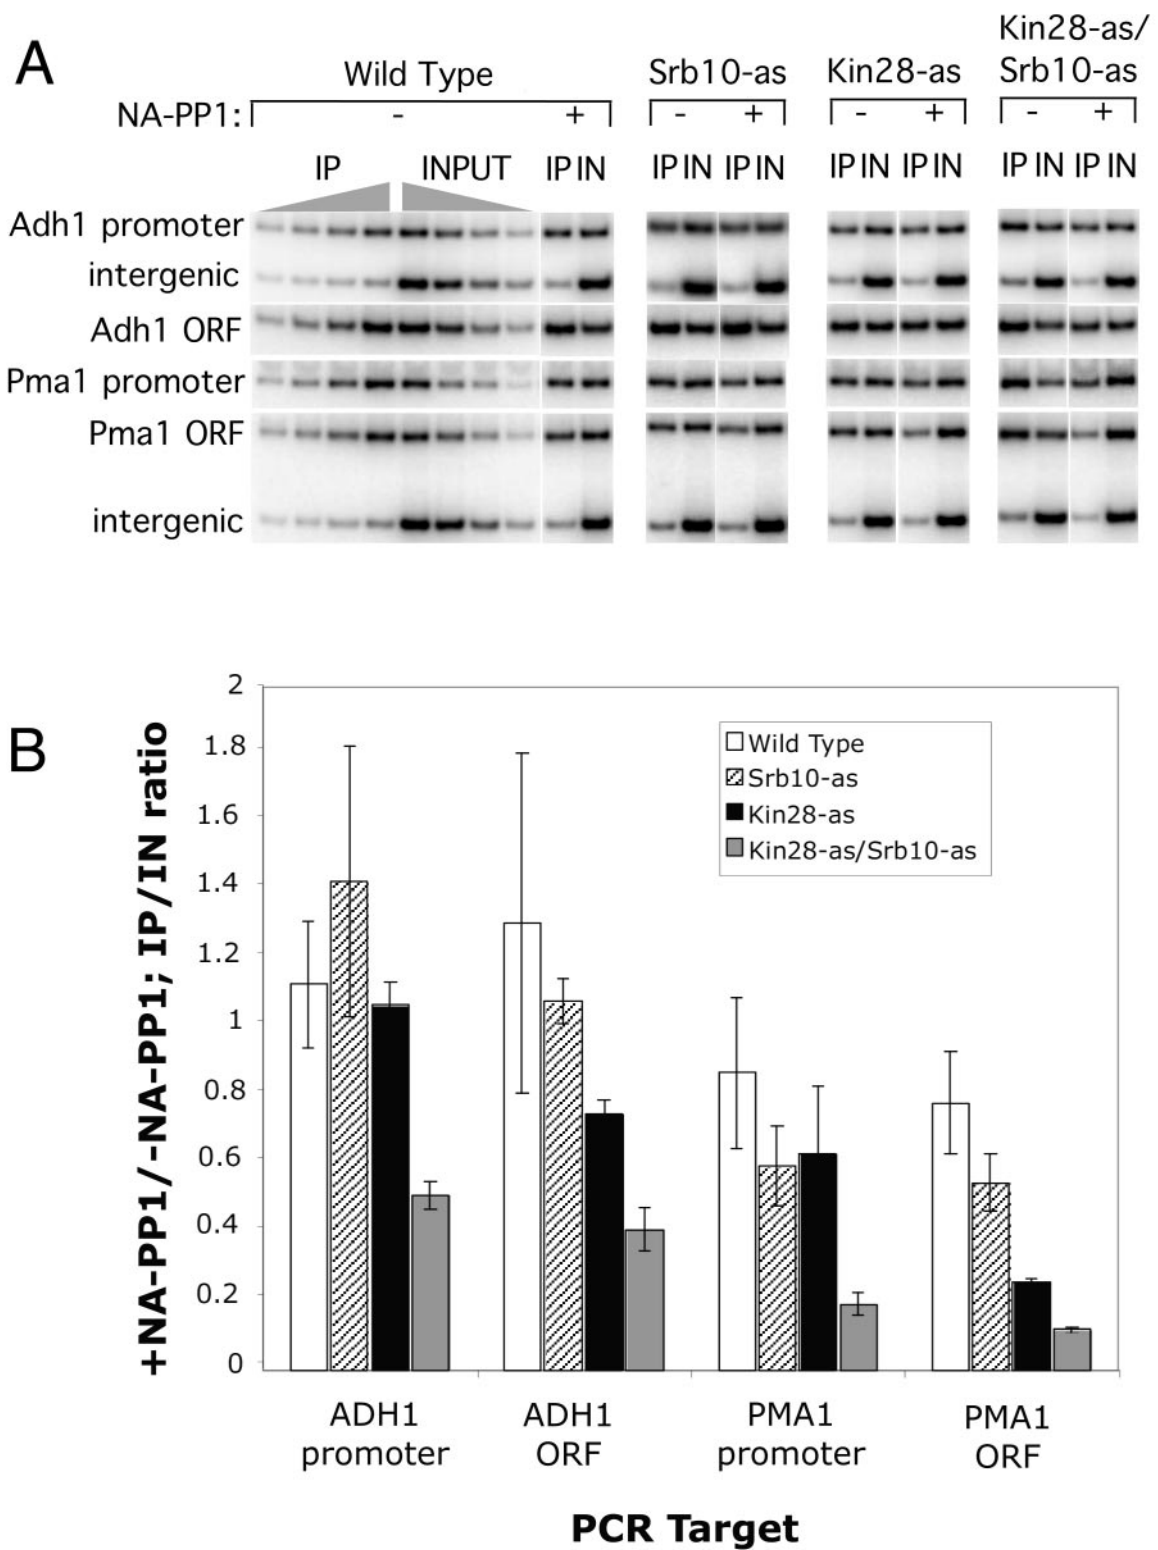 A
Wild Type
Srb10-as
Kin28-as
Kin28-as/
Srb10-as
NA-PP1: - + - + - + - +
IP INPUT IP IN IP IN IP IN IP IN IP IN IP IN IP IN
Adh1 promoter
intergenic
Adh1 ORF
Pma1 promoter
Pma1 ORF
intergenic
B
+NA-PP1/-NA-PP1; IP/IN ratio
2
1.8
1.6
1.4
1.2
1
0.8
0.6
0.4
0.2
0
Wild Type
Srb10-as
Kin28-as
Kin28-as/Srb10-as
ADH1
promoter
ADH1
ORF
PMA1
promoter
PMA1
ORF
PCR Target